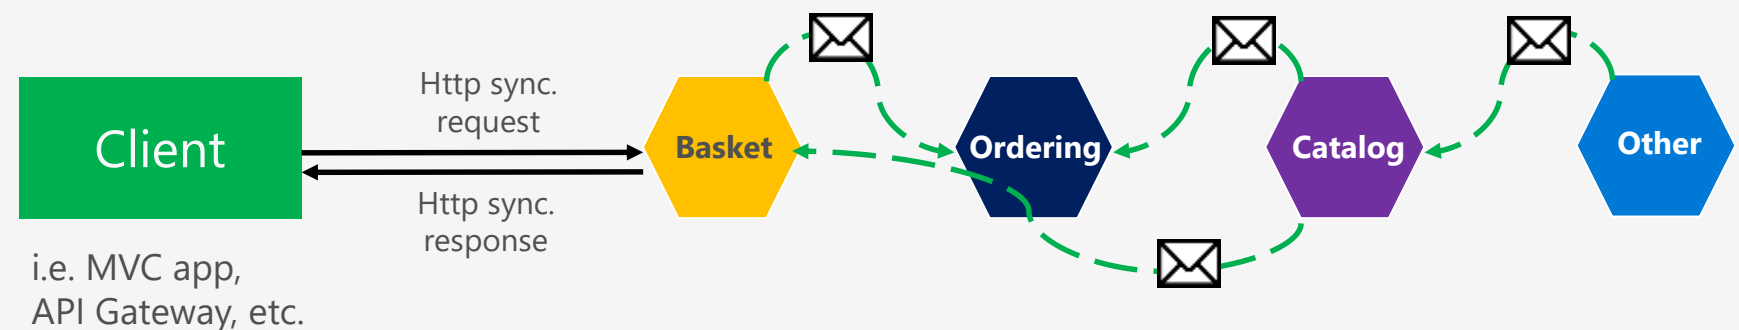 Client
i.e. MVC app,
API Gateway, etc.
Http sync.
request
Http sync.
response
Basket
Ordering
Catalog
Other